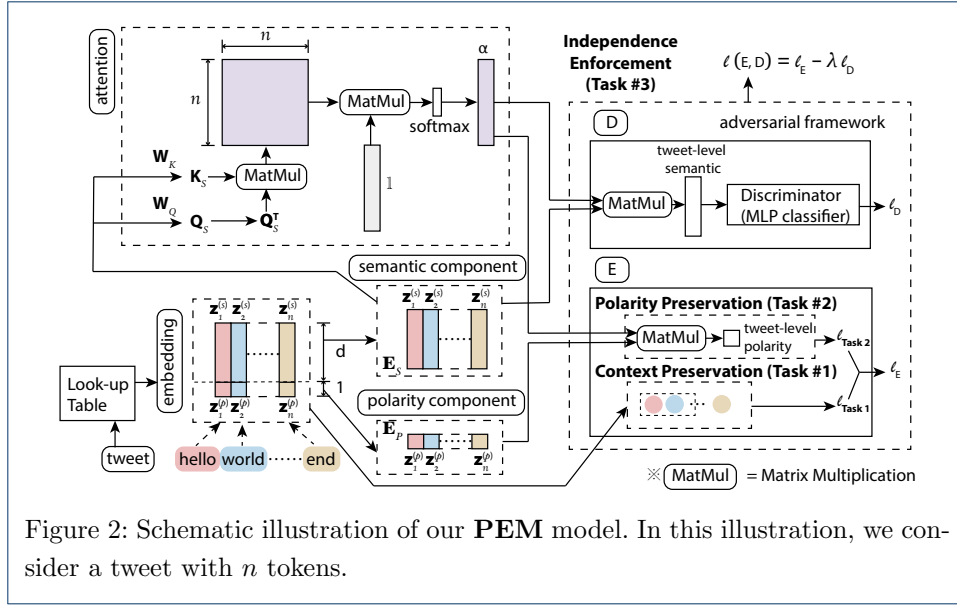 attention
n
α
n
MatMul
softmax
𝟙
W_K
K_S
MatMul
W_Q
Q_S
Q_S^T
Independence
Enforcement
(Task #3)
ℓ (E, D) = ℓ_E − λ ℓ_D
adversarial framework
D
tweet-level
semantic
MatMul
Discriminator
(MLP classifier)
ℓ_D
E
Polarity Preservation (Task #2)
MatMul
tweet-level
polarity
ℓ_Task 2
Context Preservation (Task #1)
ℓ_E
ℓ_Task 1
semantic component
z_1^(s) z_2^(s) z_n^(s)
E_S
embedding
z_1^(s) z_2^(s) z_n^(s)
d
1
z_1^(p) z_2^(p) z_n^(p)
Look-up
Table
tweet
hello world ...... end
polarity component
E_P
z_1^(p) z_2^(p) z_n^(p)
※ MatMul = Matrix Multiplication
Figure 2: Schematic illustration of our PEM model. In this illustration, we con-
sider a tweet with n tokens.